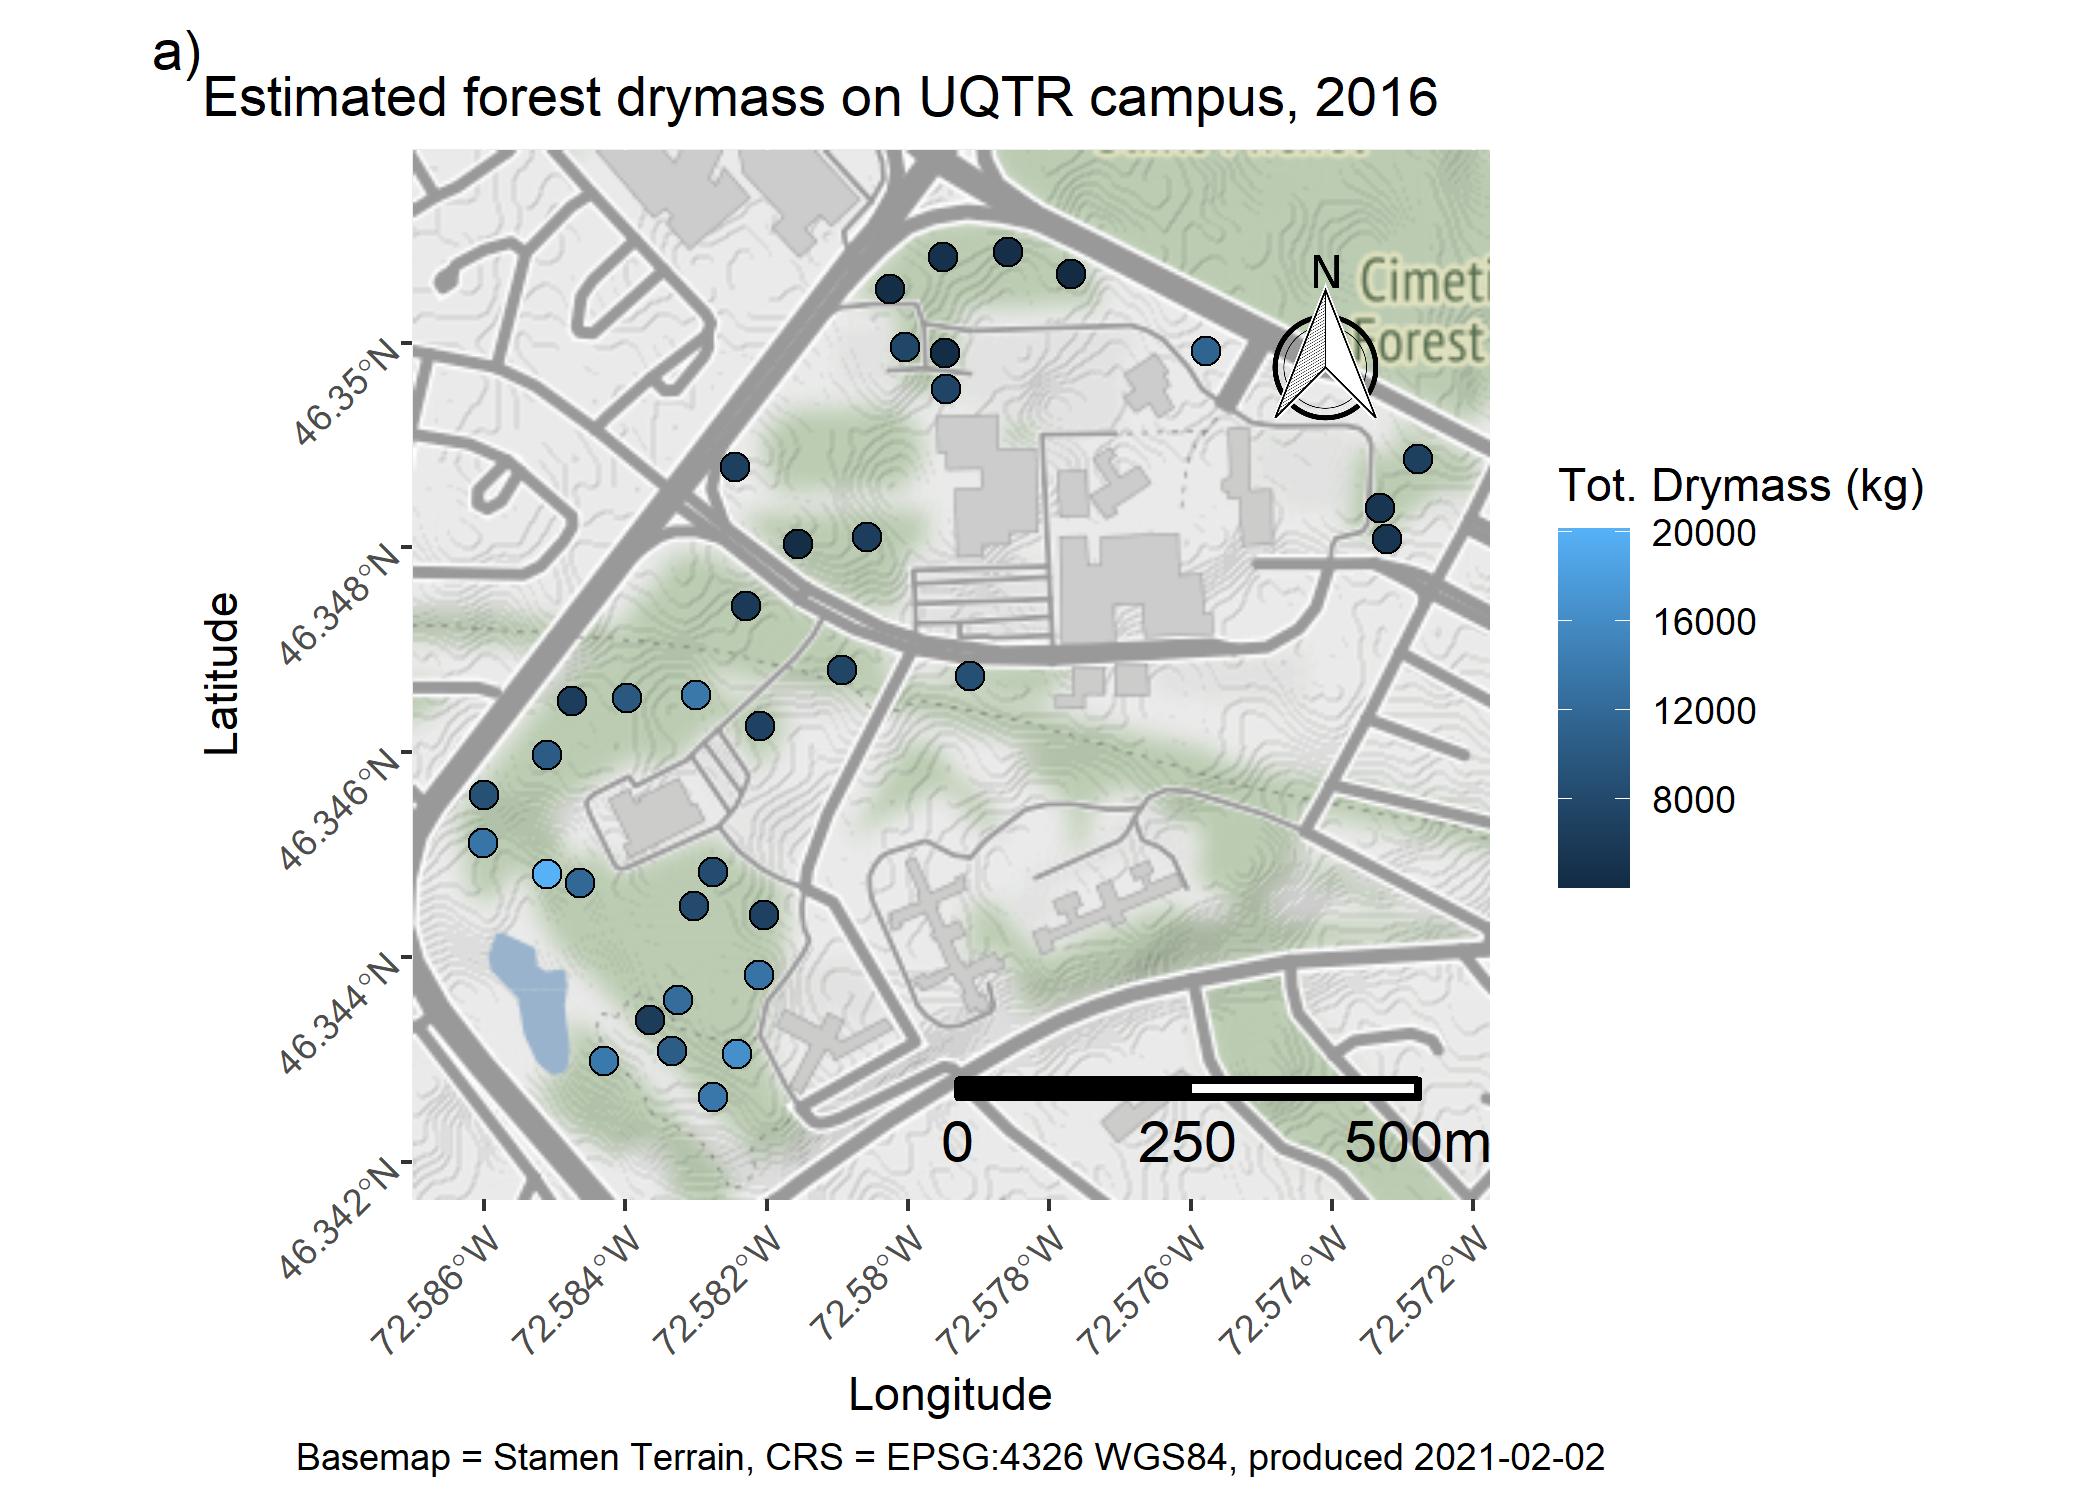 a)
Estimated forest drymass on UQTR campus, 2016
N
Cimeti
Forest
46.35°N
46.348°N
46.346°N
46.344°N
46.342°N
Latitude
0 250 500m
72.586°W 72.584°W 72.582°W 72.58°W 72.578°W 72.576°W 72.574°W 72.572°W
Longitude
Tot. Drymass (kg)
20000
16000
12000
8000
Basemap = Stamen Terrain, CRS = EPSG:4326 WGS84, produced 2021-02-02